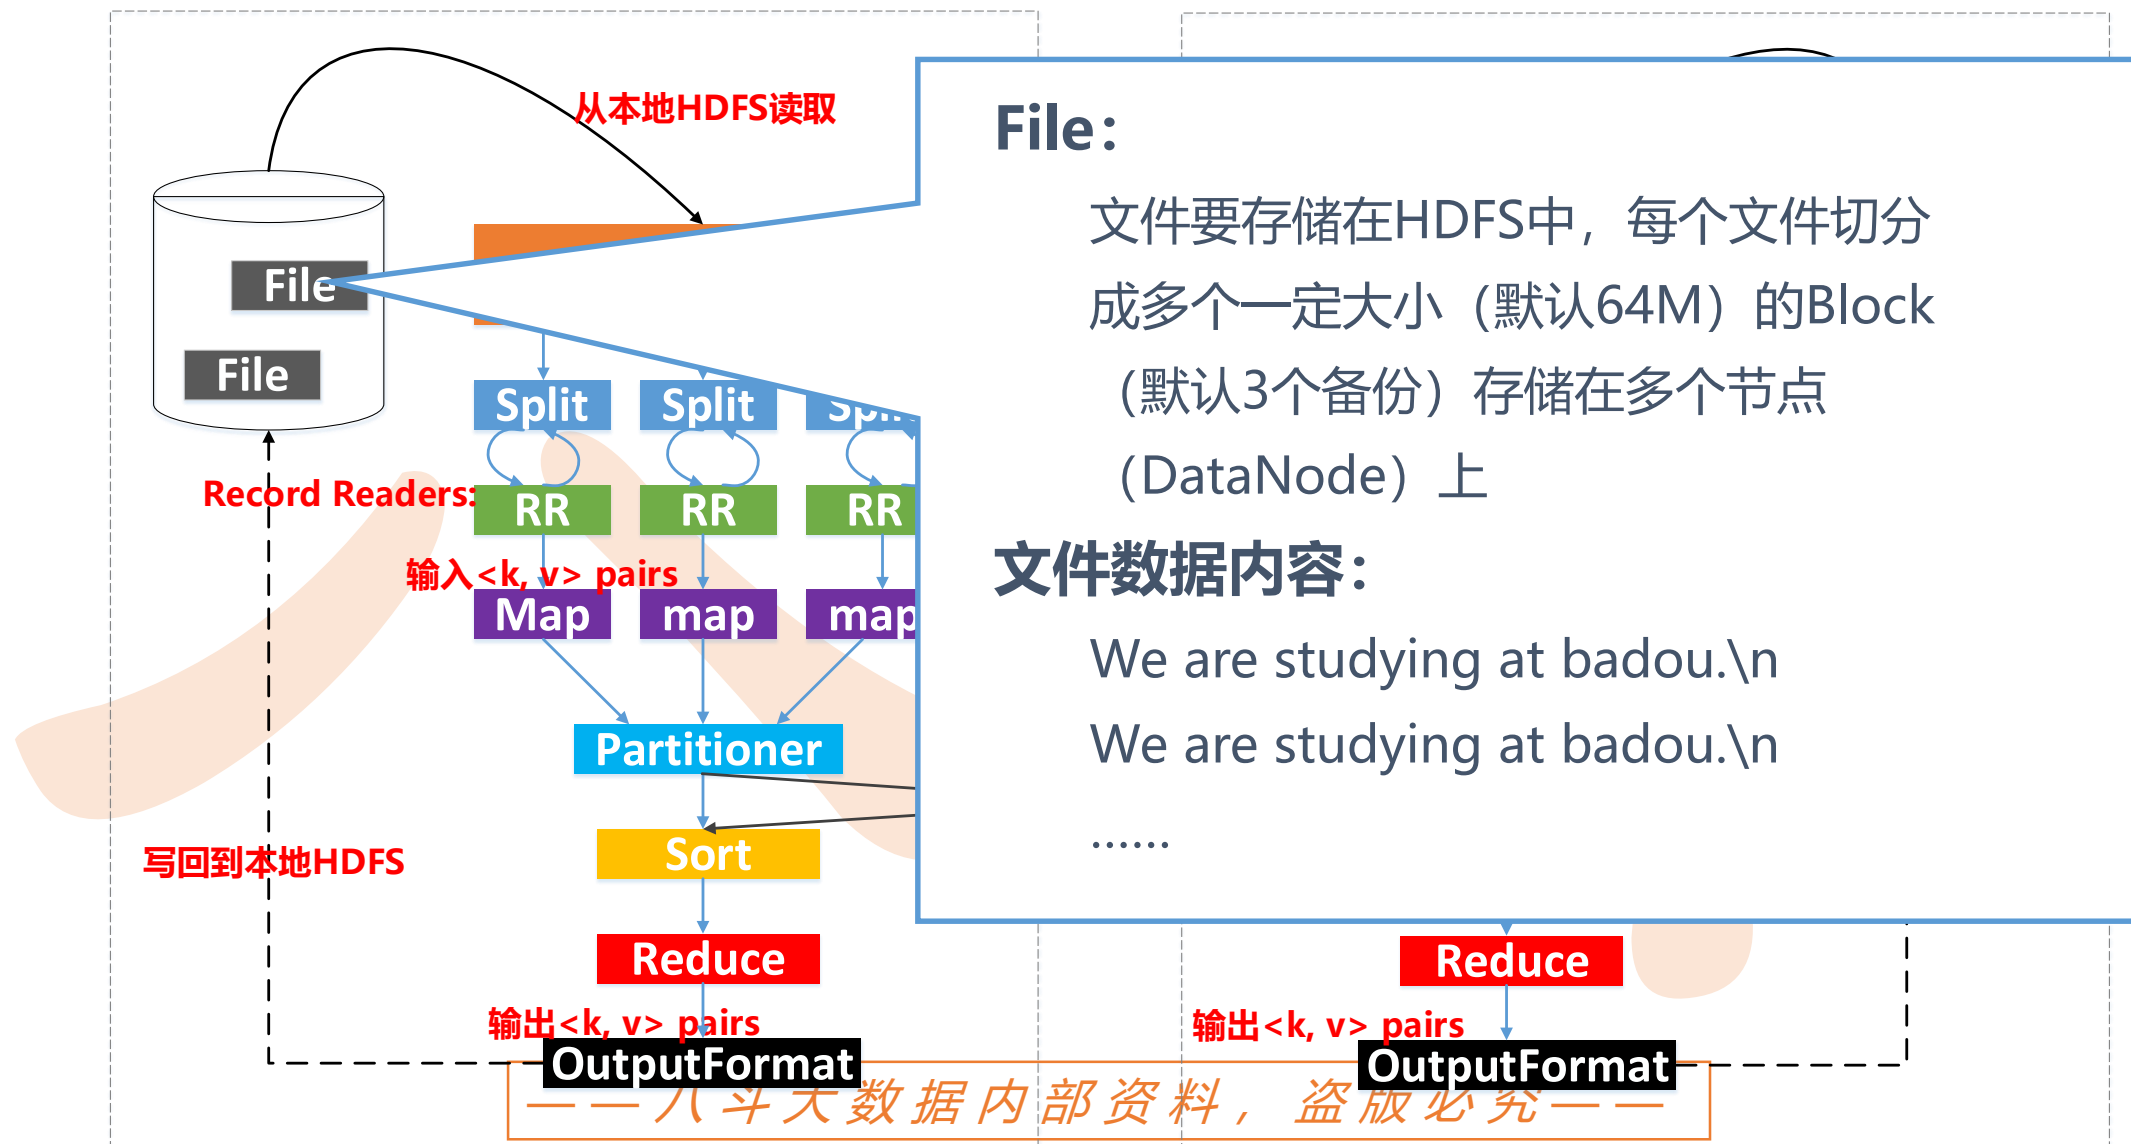 从本地HDFS读取
File：
文件要存储在HDFS中，每个文件切分
成多个一定大小（默认64M）的Block
（默认3个备份）存储在多个节点
（DataNode）上
文件数据内容：
We are studying at badou.\n
We are studying at badou.\n
......
File
File
Split
Split
Split
Record Readers:
RR
RR
RR
输入<k, v> pairs
Map
map
map
Partitioner
Sort
写回到本地HDFS
Reduce
Reduce
输出<k, v> pairs
输出<k, v> pairs
OutputFormat
OutputFormat
——八斗大数据内部资料，盗版必究——